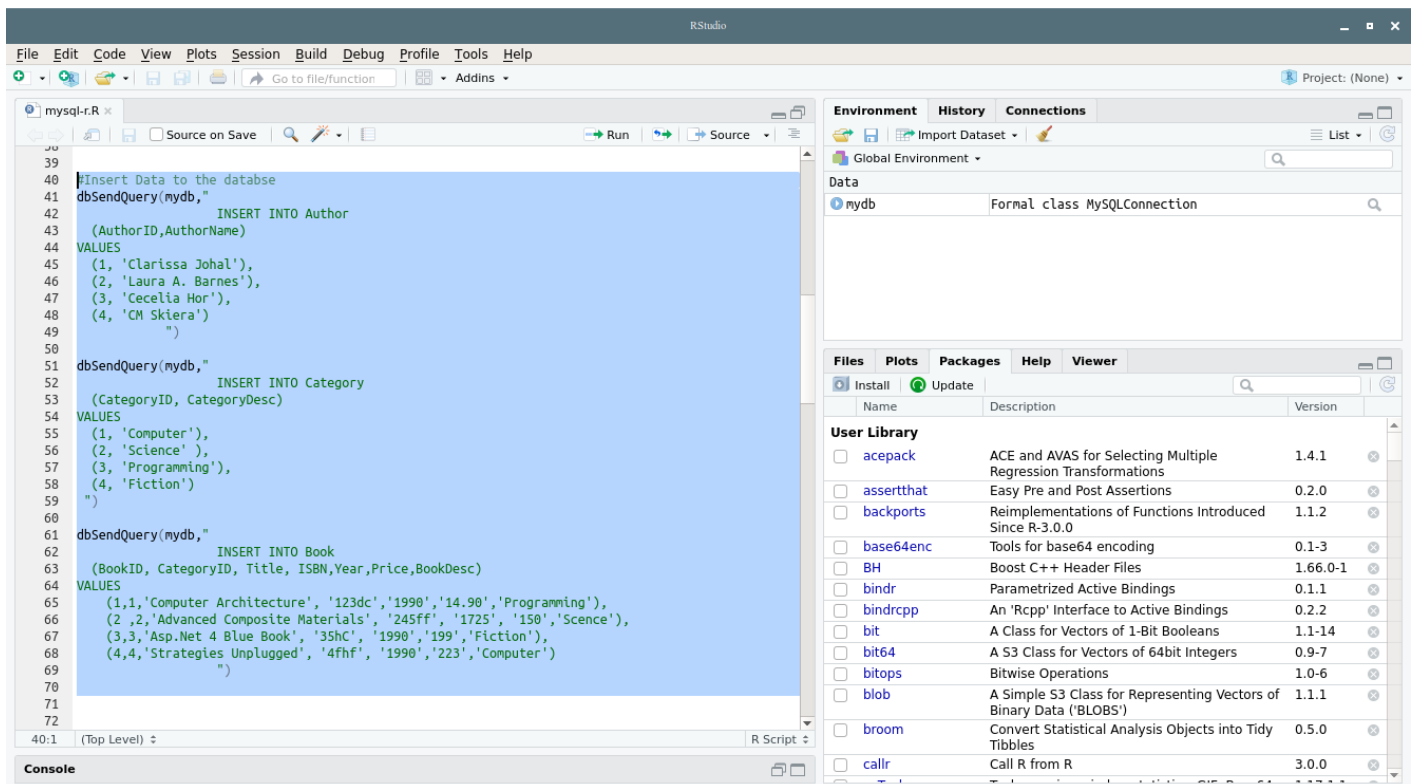 RStudio
File Edit Code View Plots Session Build Debug Profile Tools Help
Go to file/function Addins Project: (None)
mysql-r.R
Source on Save Run Source
38
39
40 #Insert Data to the databse
41 dbSendQuery(mydb,"
42 INSERT INTO Author
43 (AuthorID,AuthorName)
44 VALUES
45 (1, 'Clarissa Johal'),
46 (2, 'Laura A. Barnes'),
47 (3, 'Cecelia Hor'),
48 (4, 'CM Skiera')
49 ")
50
51 dbSendQuery(mydb,"
52 INSERT INTO Category
53 (CategoryID, CategoryDesc)
54 VALUES
55 (1, 'Computer'),
56 (2, 'Science' ),
57 (3, 'Programming'),
58 (4, 'Fiction')
59 ")
60
61 dbSendQuery(mydb,"
62 INSERT INTO Book
63 (BookID, CategoryID, Title, ISBN,Year,Price,BookDesc)
64 VALUES
65 (1,1,'Computer Architecture', '123dc','1990','14.90','Programming'),
66 (2 ,2,'Advanced Composite Materials', '245ff', '1725', '150','Scence'),
67 (3,3,'Asp.Net 4 Blue Book', '35hC', '1990','199','Fiction'),
68 (4,4,'Strategies Unplugged', '4fhf', '1990','223','Computer')
69 ")
70
71
72
40:1 (Top Level) R Script
Console
Environment History Connections
Import Dataset List
Global Environment
Data
mydb Formal class MySQLConnection
Files Plots Packages Help Viewer
Install Update
Name Description Version
User Library
acepack ACE and AVAS for Selecting Multiple 1.4.1
Regression Transformations
assertthat Easy Pre and Post Assertions 0.2.0
backports Reimplementations of Functions Introduced 1.1.2
Since R-3.0.0
base64enc Tools for base64 encoding 0.1-3
BH Boost C++ Header Files 1.66.0-1
bindr Parametrized Active Bindings 0.1.1
bindrcpp An 'Rcpp' Interface to Active Bindings 0.2.2
bit A Class for Vectors of 1-Bit Booleans 1.1-14
bit64 A S3 Class for Vectors of 64bit Integers 0.9-7
bitops Bitwise Operations 1.0-6
blob A Simple S3 Class for Representing Vectors of 1.1.1
Binary Data ('BLOBS')
broom Convert Statistical Analysis Objects into Tidy 0.5.0
Tibbles
callr Call R from R 3.0.0